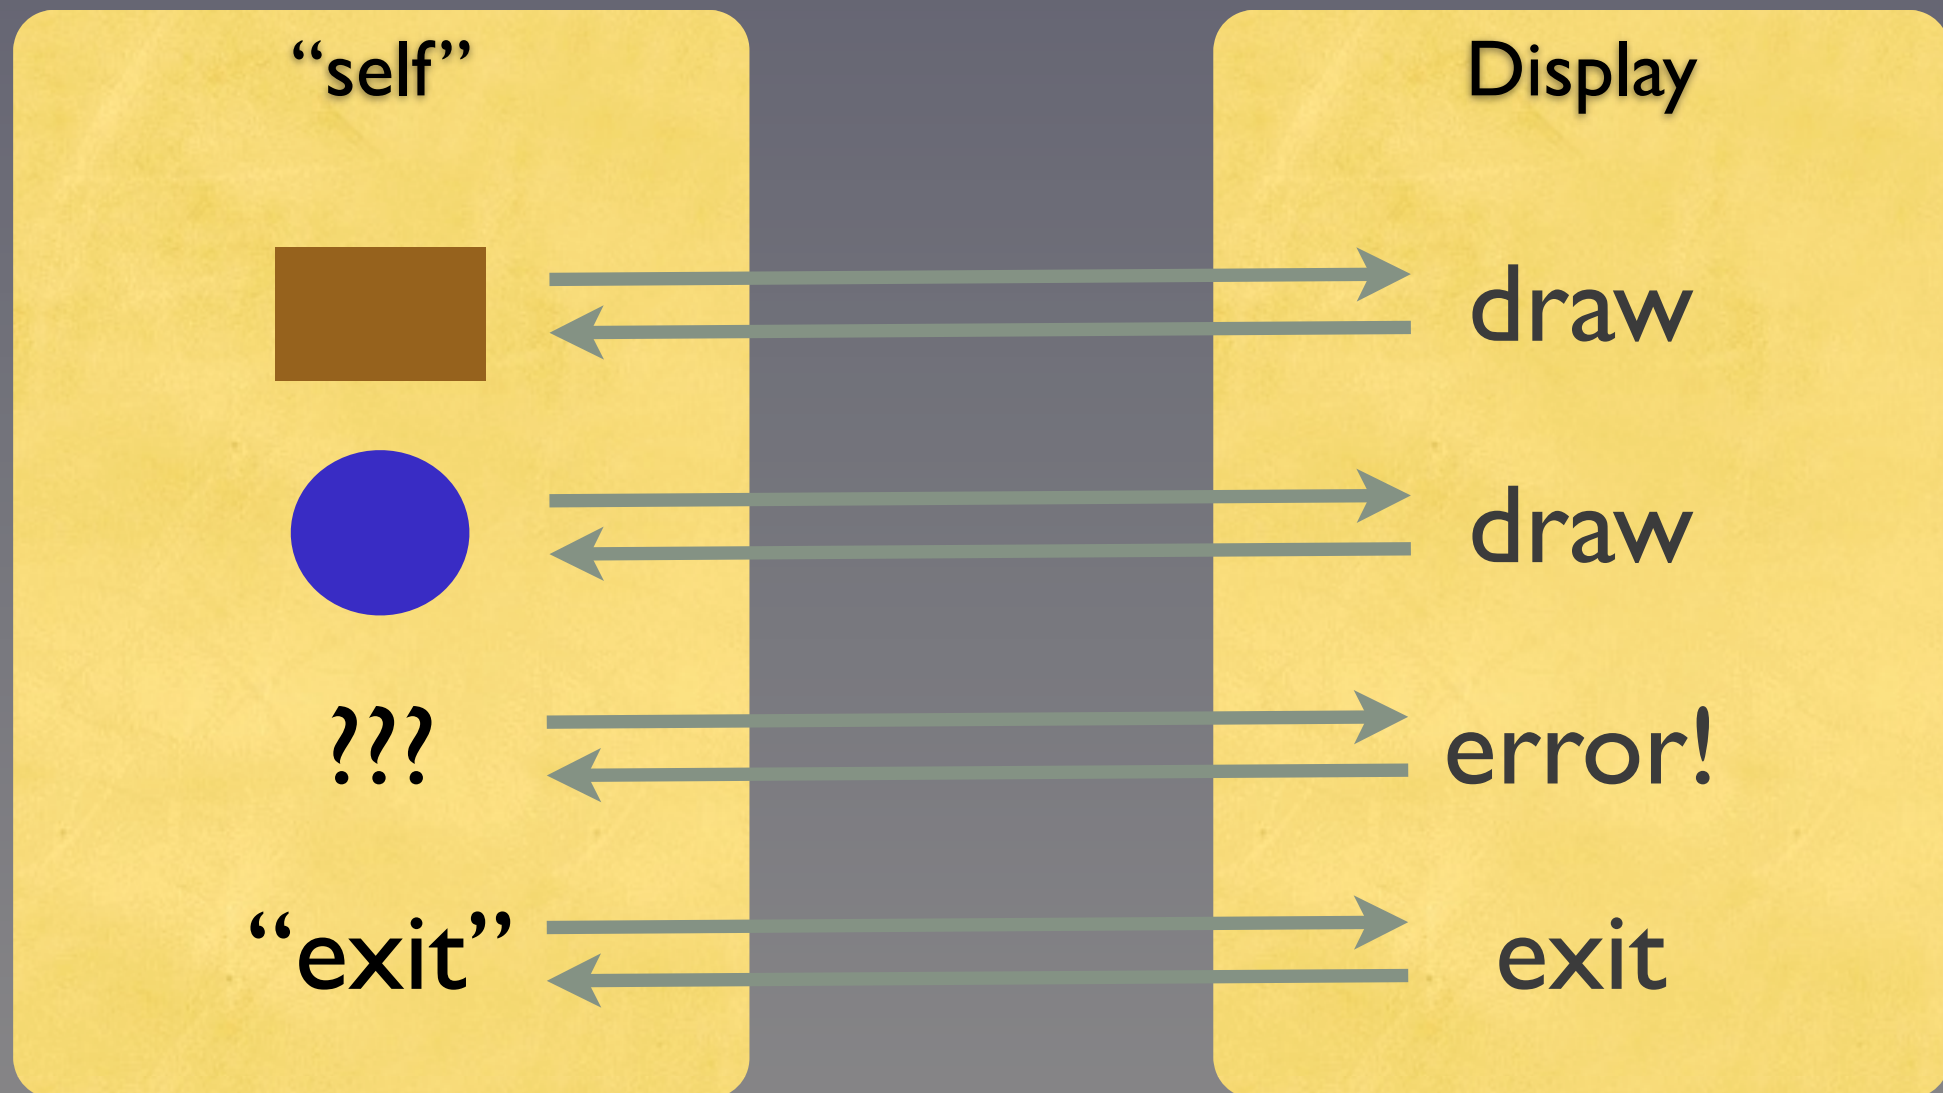 “self”
Display
draw
draw
???
error!
“exit”
exit